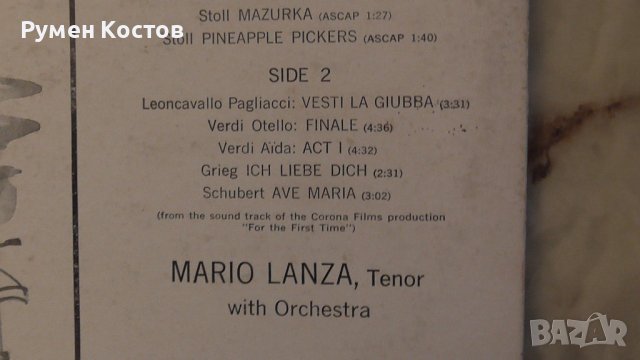 Румен Костов
Stoll MAZURKA (ASCAP 1:27)
Stoll PINEAPPLE PICKERS (ASCAP 1:40)
SIDE 2
Leoncavallo Pagliacci: VESTI LA GIUBBA (3:31)
Verdi Otello: FINALE (4:36)
Verdi Aïda: ACT I (4:32)
Grieg ICH LIEBE DICH (2:31)
Schubert AVE MARIA (3:02)
(from the sound track of the Corona Films production
"For the First Time")
MARIO LANZA, Tenor
with Orchestra
BAZAR